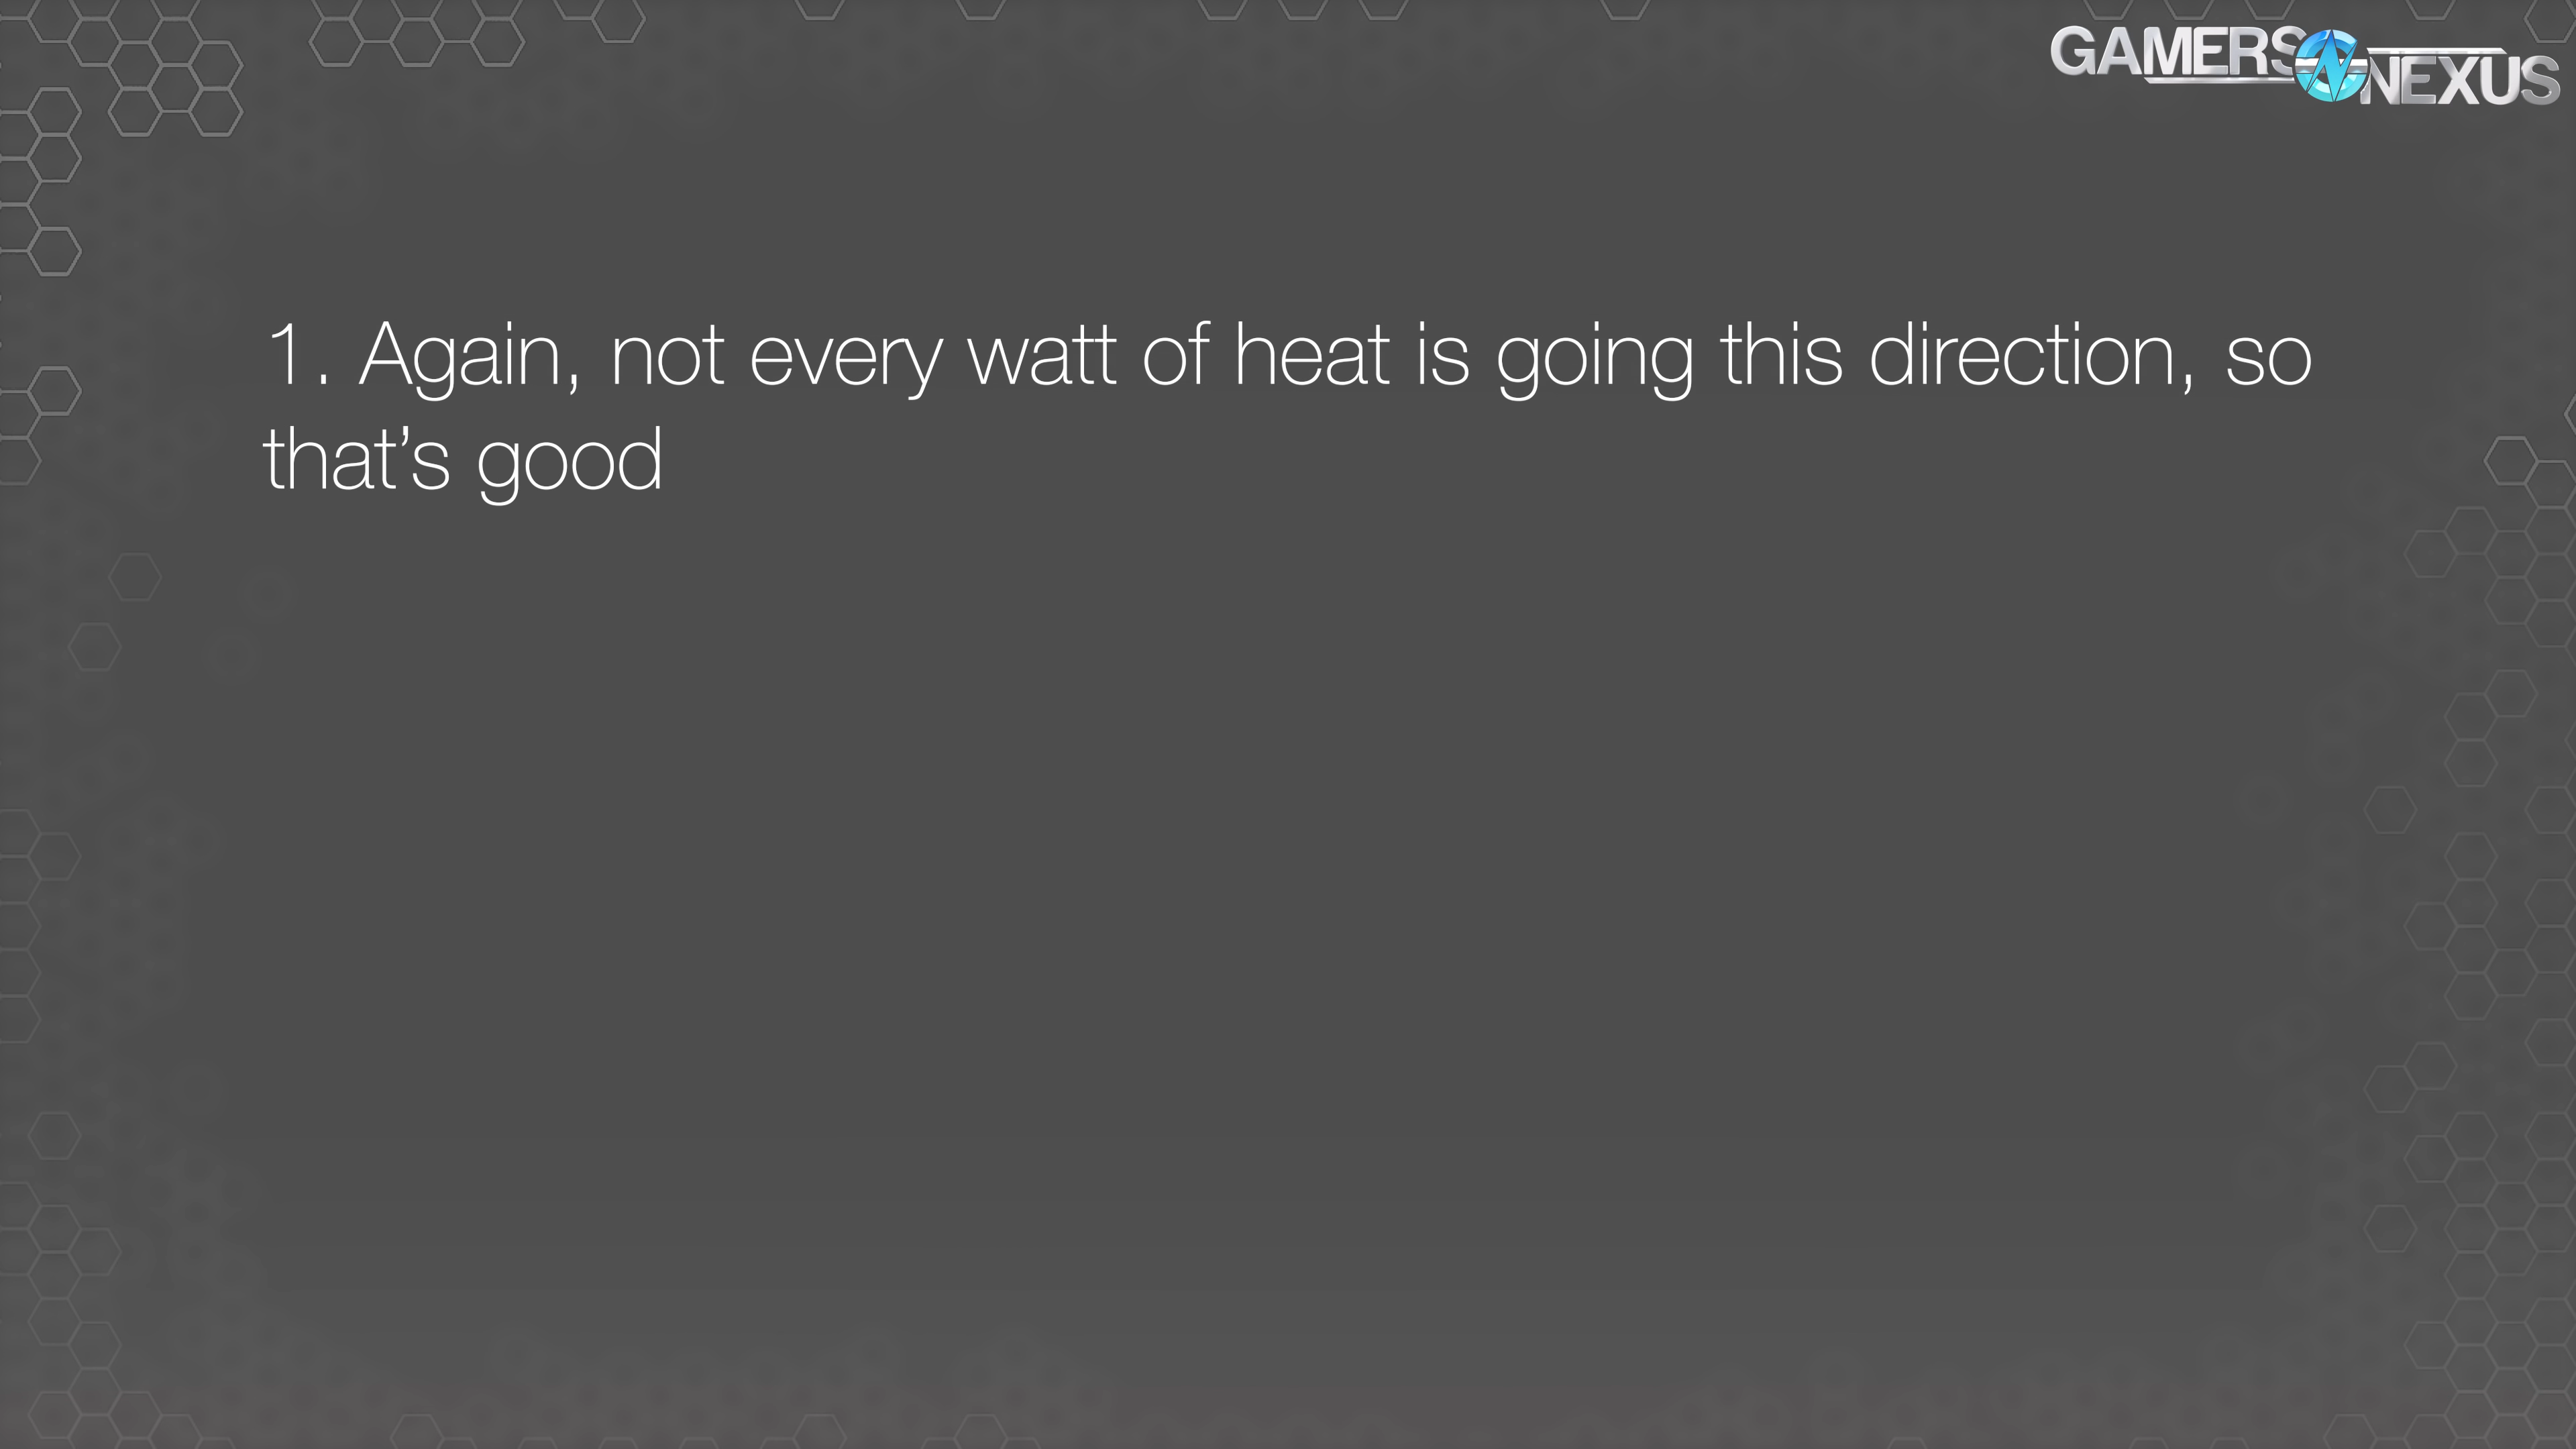 GAMERS NEXUS
1. Again, not every watt of heat is going this direction, so
that’s good